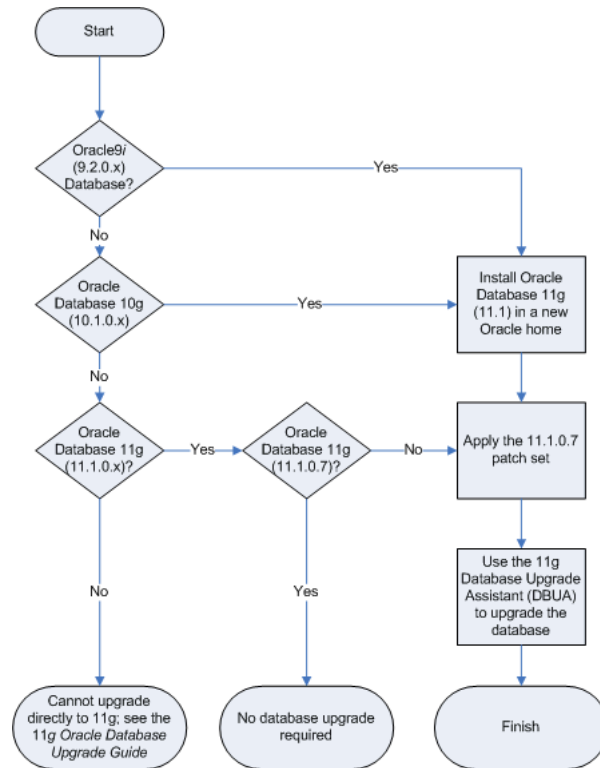 Start
Oracle9i
(9.2.0.x)
Database?
Yes
No
Oracle
Database 10g
(10.1.0.x)
Yes
Install Oracle
Database 11g
(11.1) in a new
Oracle home
No
Oracle
Database 11g
(11.1.0.x)?
Yes
Oracle
Database 11g
(11.1.0.7)?
No
Apply the 11.1.0.7
patch set
No
Yes
Use the 11g
Database Upgrade
Assistant (DBUA)
to upgrade the
database
Cannot upgrade
directly to 11g; see the
11g Oracle Database
Upgrade Guide
No database upgrade
required
Finish